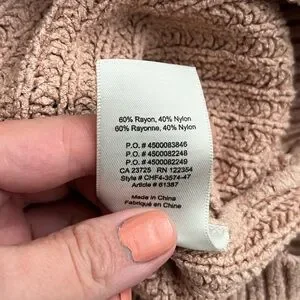 60% Rayon, 40% Nylon
60% Rayonne, 40% Nylon
P.O. # 4500083846
P.O. # 4500082248
P.O. # 4500082249
CA 23725 RN 122354
Style # CHF4-3574-47
Article # 61387
Made in China
Fabriqué en Chine